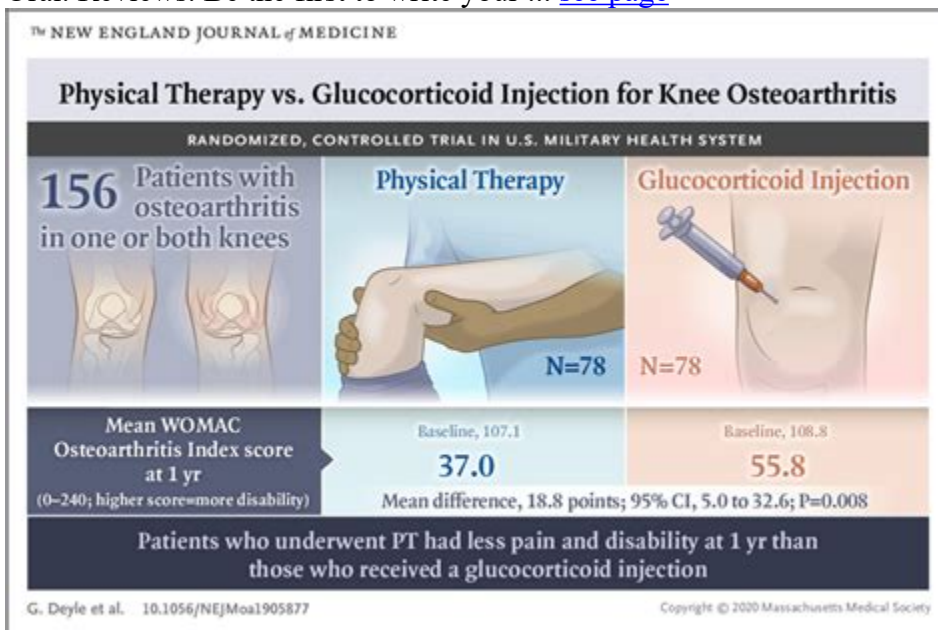 The NEW ENGLAND JOURNAL of MEDICINE
Physical Therapy vs. Glucocorticoid Injection for Knee Osteoarthritis
RANDOMIZED, CONTROLLED TRIAL IN U.S. MILITARY HEALTH SYSTEM
156 Patients with
osteoarthritis
in one or both knees
Physical Therapy
N=78
Glucocorticoid Injection
N=78
Mean WOMAC
Osteoarthritis Index score
at 1 yr
(0–240; higher score=more disability)
Baseline, 107.1
37.0
Baseline, 108.8
55.8
Mean difference, 18.8 points; 95% CI, 5.0 to 32.6; P=0.008
Patients who underwent PT had less pain and disability at 1 yr than
those who received a glucocorticoid injection
G. Deyle et al. 10.1056/NEJMoa1905877
Copyright © 2020 Massachusetts Medical Society